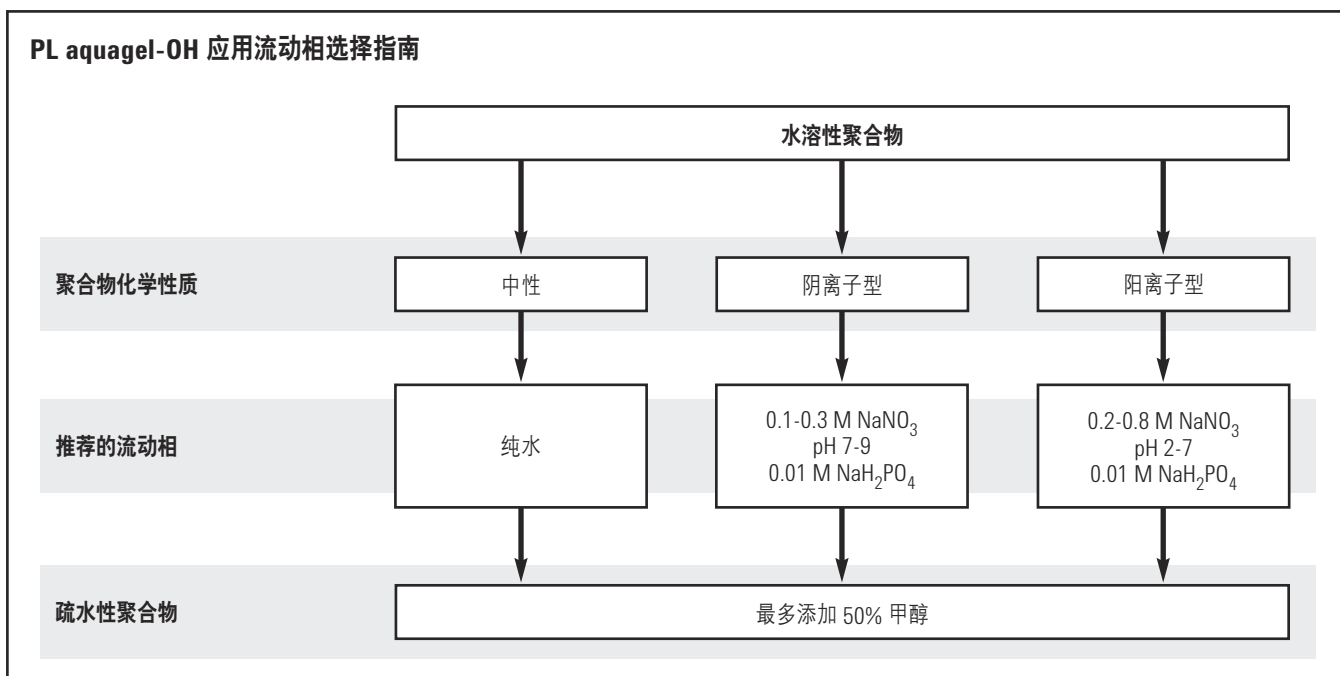 PL aquagel-OH 应用流动相选择指南
水溶性聚合物
聚合物化学性质
中性
阴离子型
阳离子型
推荐的流动相
纯水
0.1-0.3 M NaNO₃
pH 7-9
0.01 M NaH₂PO₄
0.2-0.8 M NaNO₃
pH 2-7
0.01 M NaH₂PO₄
疏水性聚合物
最多添加 50% 甲醇